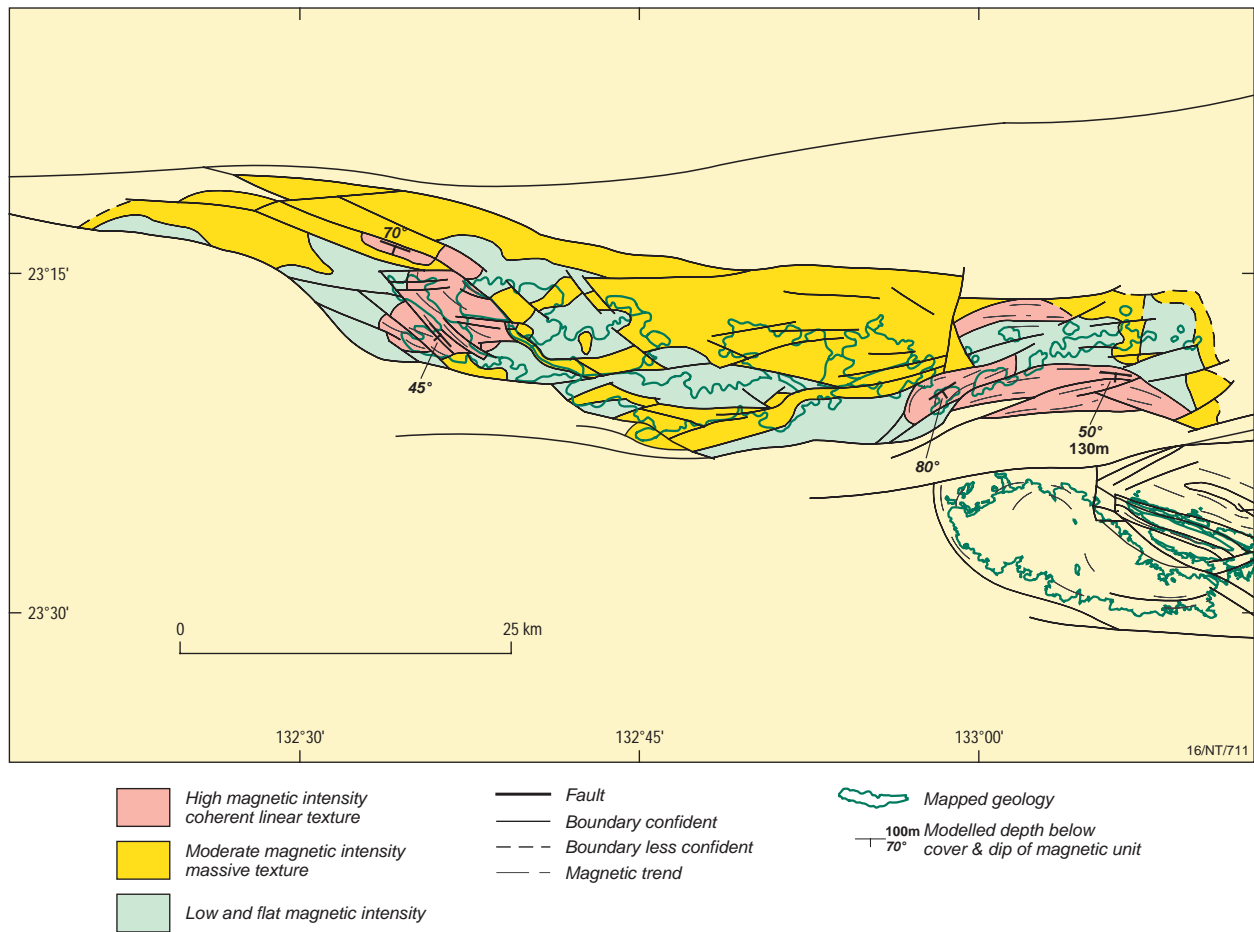 70°
23°15'
45°
50°
130m
80°
23°30'
0 25 km
132°30' 132°45' 133°00'
16/NT/711
High magnetic intensity
coherent linear texture
Moderate magnetic intensity
massive texture
Low and flat magnetic intensity
Fault
Boundary confident
Boundary less confident
Magnetic trend
Mapped geology
100m Modelled depth below
70° cover & dip of magnetic unit